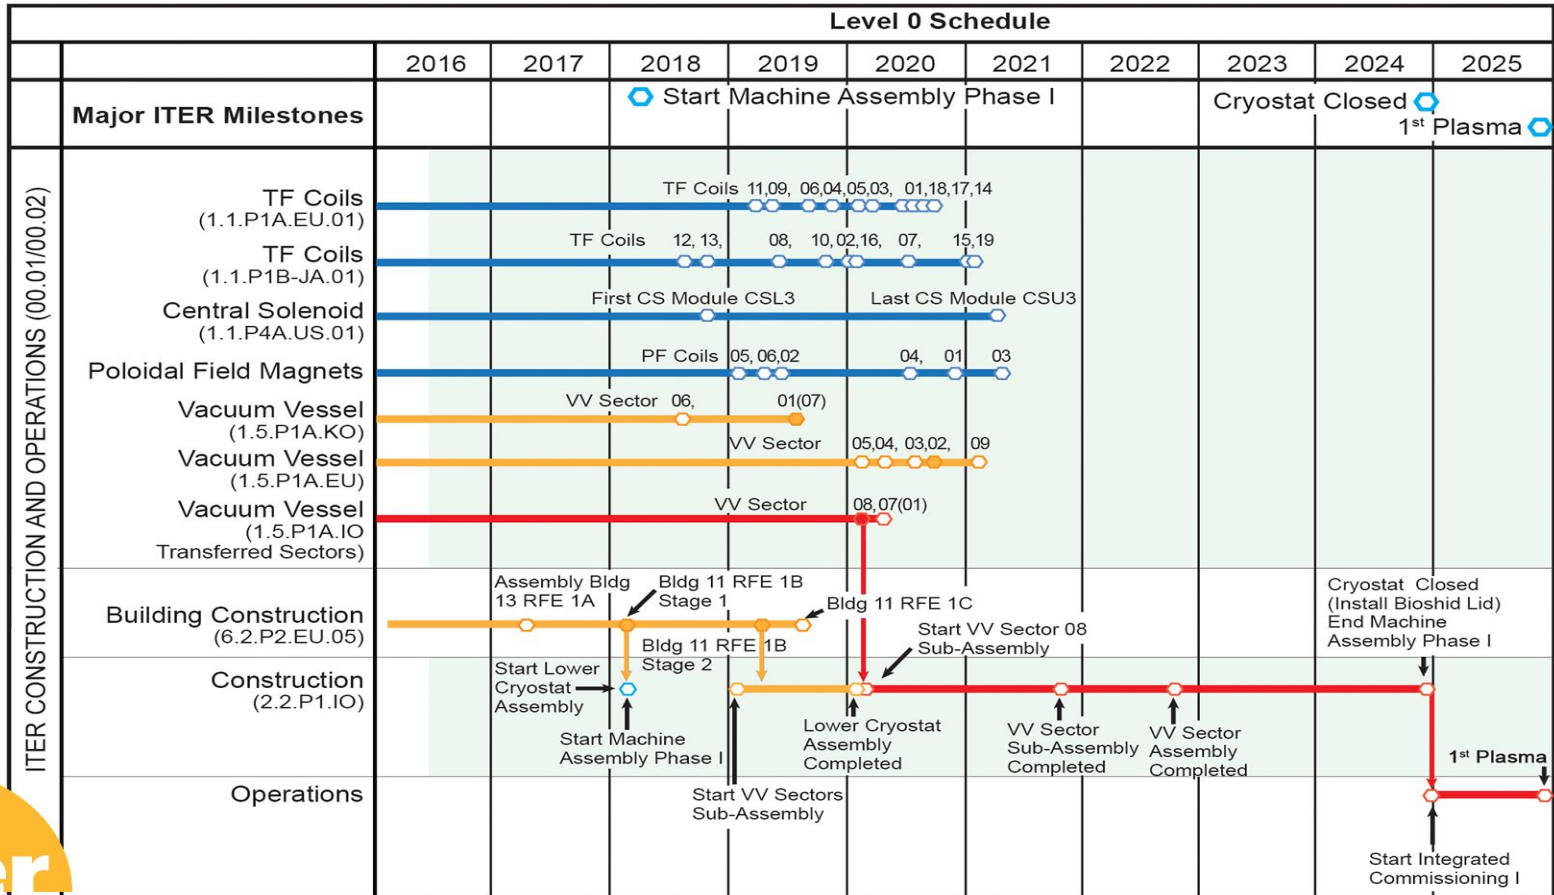 Level 0 Schedule
2016 2017 2018 2019 2020 2021 2022 2023 2024 2025
Major ITER Milestones
Start Machine Assembly Phase I
Cryostat Closed
1st Plasma
ITER CONSTRUCTION AND OPERATIONS (00.01/00.02)
TF Coils
(1.1.P1A.EU.01)
TF Coils 11,09, 06,04,05,03, 01,18,17,14
TF Coils
(1.1.P1B-JA.01)
TF Coils 12, 13, 08, 10, 02,16, 07, 15,19
Central Solenoid
(1.1.P4A.US.01)
First CS Module CSL3 Last CS Module CSU3
Poloidal Field Magnets
PF Coils 05, 06,02 04, 01, 03
Vacuum Vessel
(1.5.P1A.KO)
VV Sector 06, 01(07)
Vacuum Vessel
(1.5.P1A.EU)
VV Sector 05,04, 03,02, 09
Vacuum Vessel
(1.5.P1A.IO
Transferred Sectors)
VV Sector 08,07(01)
Building Construction
(6.2.P2.EU.05)
Assembly Bldg
13 RFE 1A
Bldg 11 RFE 1B
Stage 1
Bldg 11 RFE 1C
Bldg 11 RFE 1B
Stage 2
Start VV Sector 08
Sub-Assembly
Cryostat Closed
(Install Bioshid Lid)
End Machine
Assembly Phase I
Construction
(2.2.P1.IO)
Start Lower
Cryostat
Assembly
Start Machine
Assembly Phase I
Lower Cryostat
Assembly
Completed
VV Sector
Sub-Assembly
Completed
VV Sector
Assembly
Completed
Operations
Start VV Sectors
Sub-Assembly
1st Plasma
Start Integrated
Commissioning I
er